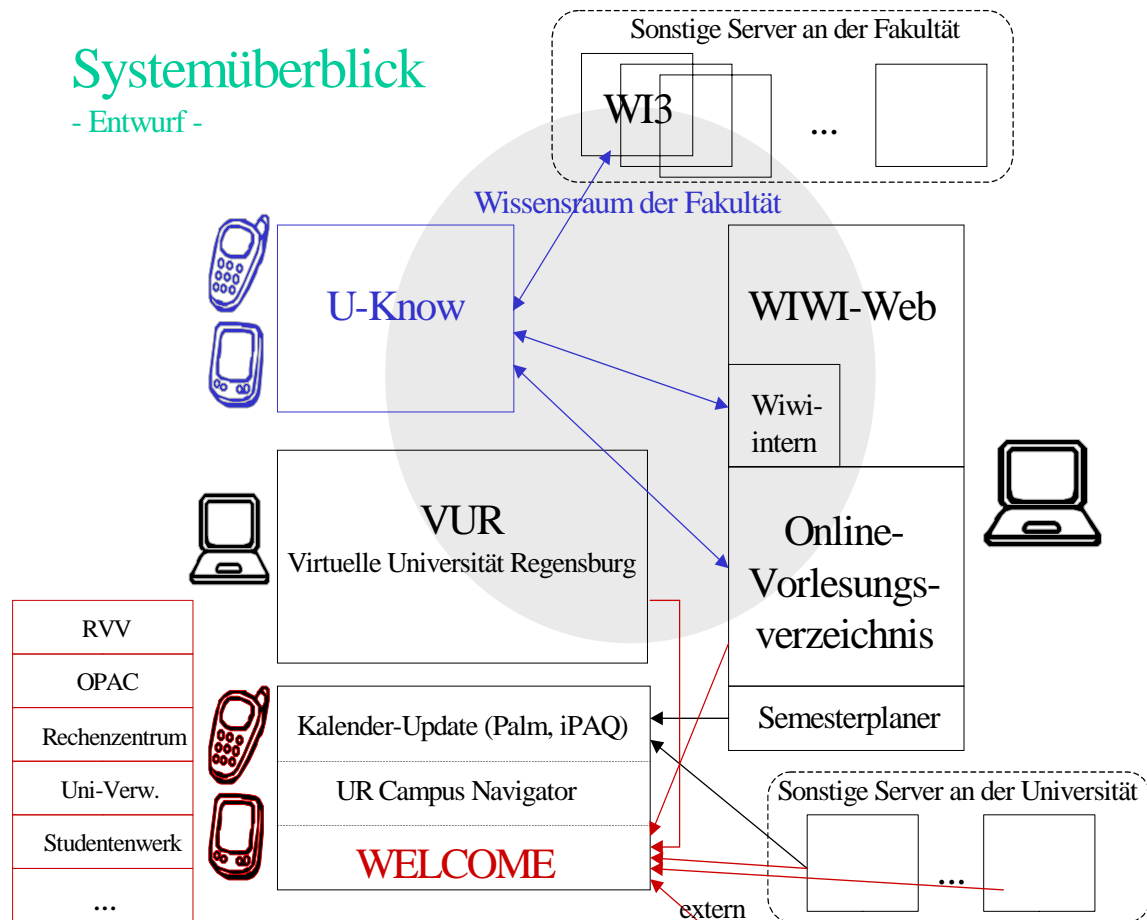 Systemüberblick
- Entwurf -
Sonstige Server an der Fakultät
WI3
...
Wissensraum der Fakultät
U-Know
WIWI-Web
Wiwi-
intern
VUR
Virtuelle Universität Regensburg
Online-
Vorlesungs-
verzeichnis
Semesterplaner
RVV
OPAC
Rechenzentrum
Uni-Verw.
Studentenwerk
...
Kalender-Update (Palm, iPAQ)
UR Campus Navigator
WELCOME
Sonstige Server an der Universität
...
extern